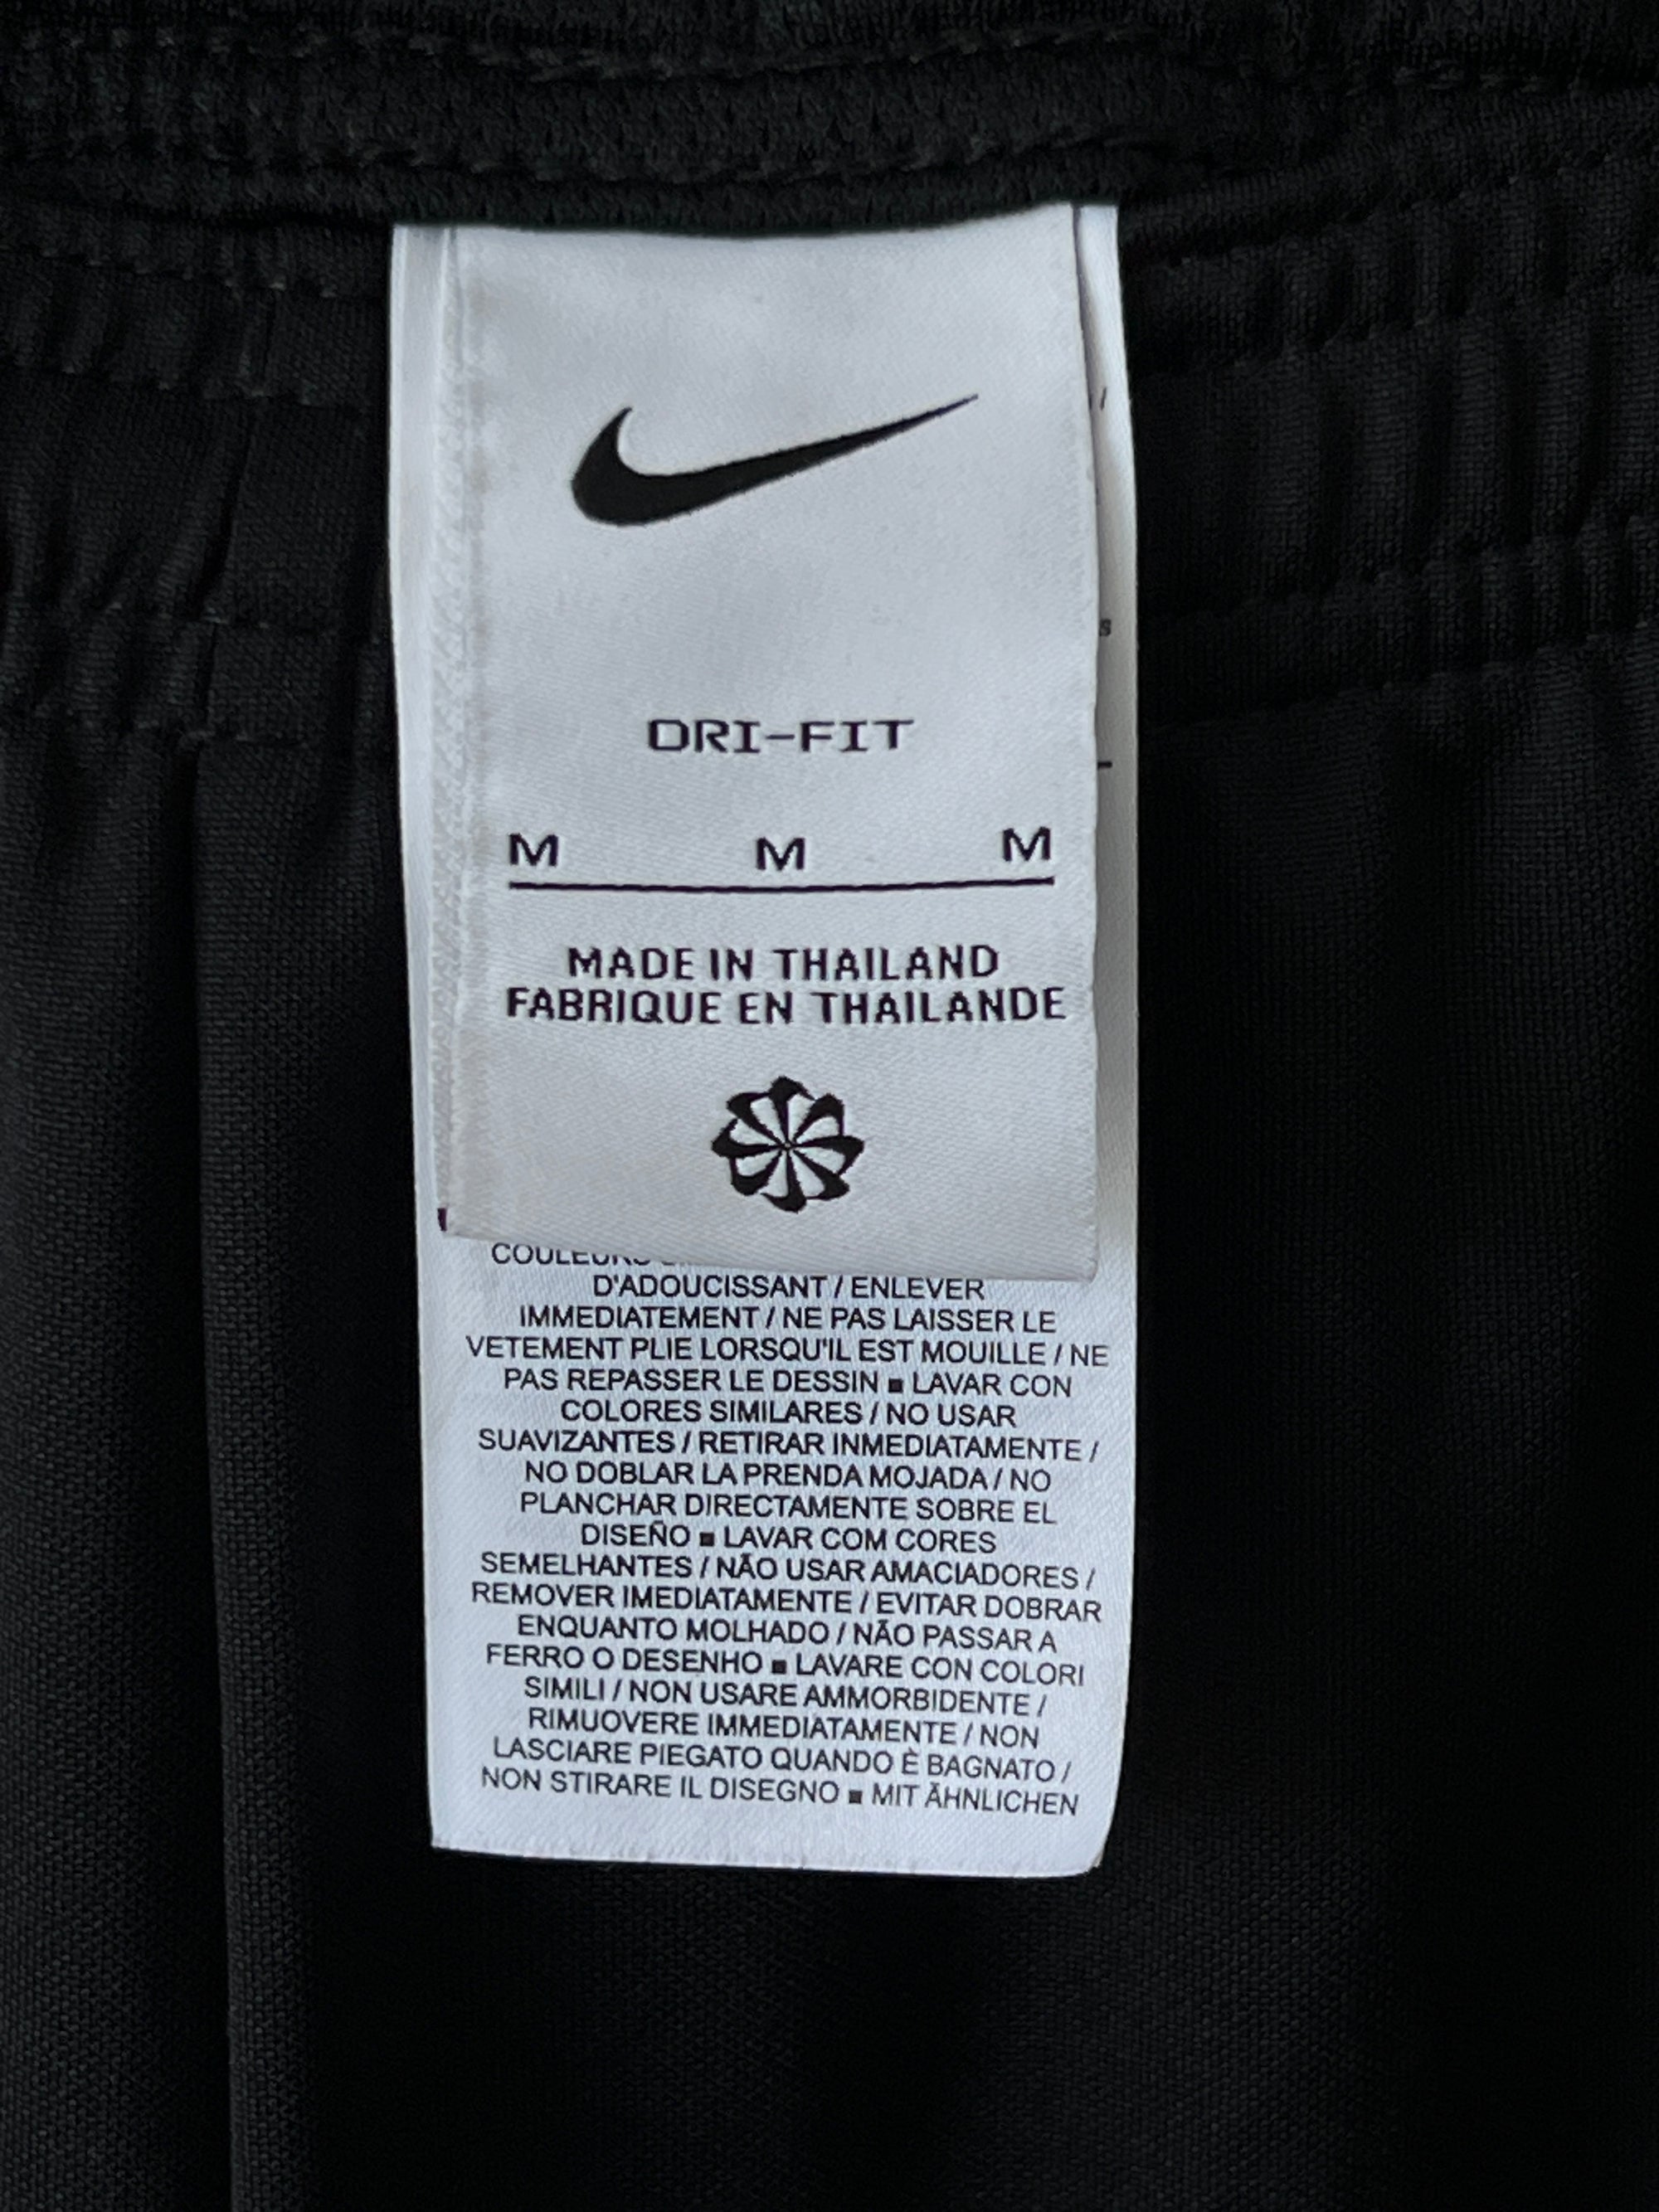 DRI-FIT
M M M
MADE IN THAILAND
FABRIQUE EN THAILANDE
COULEURS
D'ADOUCISSANT / ENLEVER
IMMEDIATEMENT / NE PAS LAISSER LE
VETEMENT PLIE LORSQU'IL EST MOUILLE / NE
PAS REPASSER LE DESSIN ■ LAVAR CON
COLORES SIMILARES / NO USAR
SUAVIZANTES / RETIRAR INMEDIATAMENTE /
NO DOBLAR LA PRENDA MOJADA / NO
PLANCHAR DIRECTAMENTE SOBRE EL
DISEÑO ■ LAVAR COM CORES
SEMELHANTES / NÃO USAR AMACIADORES /
REMOVER IMEDIATAMENTE / EVITAR DOBRAR
ENQUANTO MOLHADO / NÃO PASSAR A
FERRO O DESENHO ■ LAVARE CON COLORI
SIMILI / NON USARE AMMORBIDENTE /
RIMUOVERE IMMEDIATAMENTE / NON
LASCIARE PIEGATO QUANDO È BAGNATO /
NON STIRARE IL DISEGNO ■ MIT ÄHNLICHEN